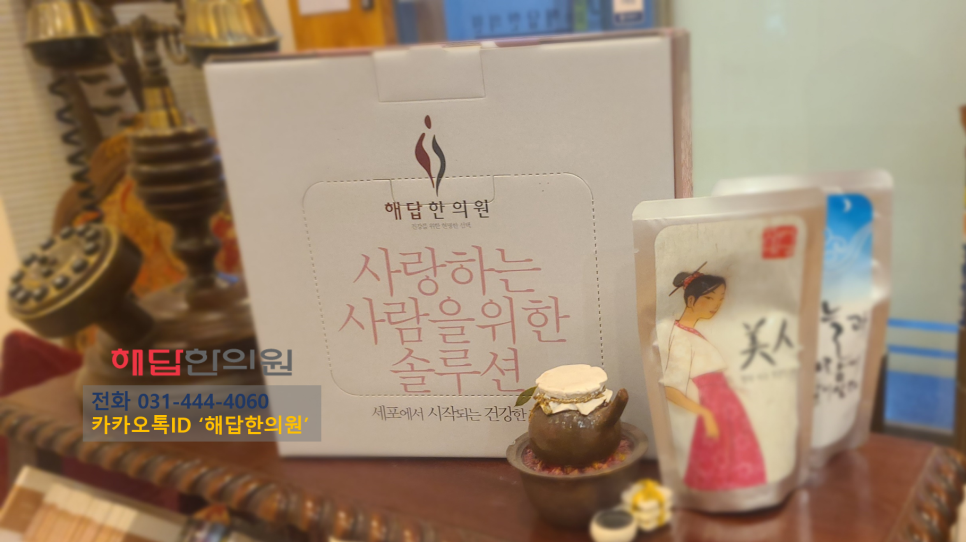 해답한의원
사랑하는
사람을위한
솔루션
세포에서 시작되는 건강한
美人
해답한의원
전화 031-444-4060
카카오톡ID ‘해답한의원’